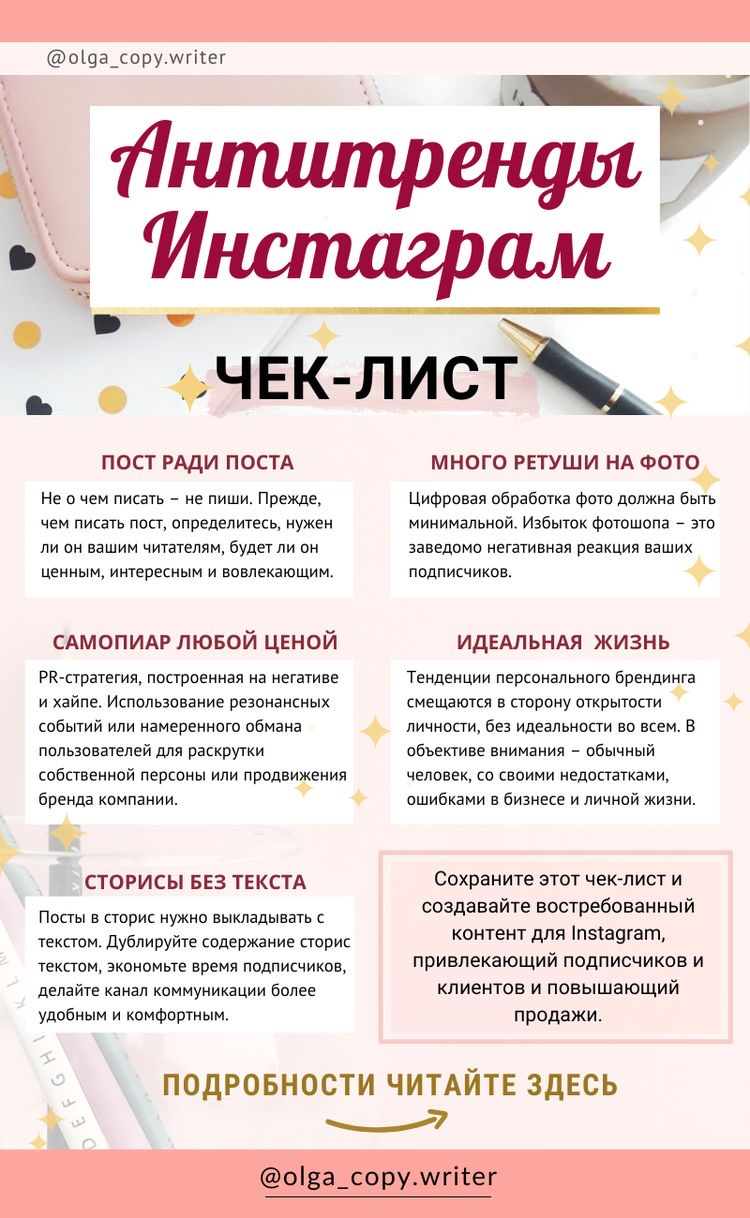 @olga_copy.writer
Антитренды
Инстаграм
ЧЕК-ЛИСТ
ПОСТ РАДИ ПОСТА
Не о чем писать – не пиши. Прежде,
чем писать пост, определитесь, нужен
ли он вашим читателям, будет ли он
ценным, интересным и вовлекающим.
МНОГО РЕТУШИ НА ФОТО
Цифровая обработка фото должна быть
минимальной. Избыток фотошопа – это
заведомо негативная реакция ваших
подписчиков.
САМОПИАР ЛЮБОЙ ЦЕНОЙ
PR-стратегия, построенная на негативе
и хайпе. Использование резонансных
событий или намеренного обмана
пользователей для раскрутки
собственной персоны или продвижения
бренда компании.
ИДЕАЛЬНАЯ ЖИЗНЬ
Тенденции персонального брендинга
смещаются в сторону открытости
личности, без идеальности во всем. В
объективе внимания – обычный
человек, со своими недостатками,
ошибками в бизнесе и личной жизни.
СТОРИСЫ БЕЗ ТЕКСТА
Посты в сторис нужно выкладывать с
текстом. Дублируйте содержание сторис
текстом, экономьте время подписчиков,
делайте канал коммуникации более
удобным и комфортным.
Сохраните этот чек-лист и
создавайте востребованный
контент для Instagram,
привлекающий подписчиков и
клиентов и повышающий
продажи.
D E F G H I J K L M
ПОДРОБНОСТИ ЧИТАЙТЕ ЗДЕСЬ
@olga_copy.writer